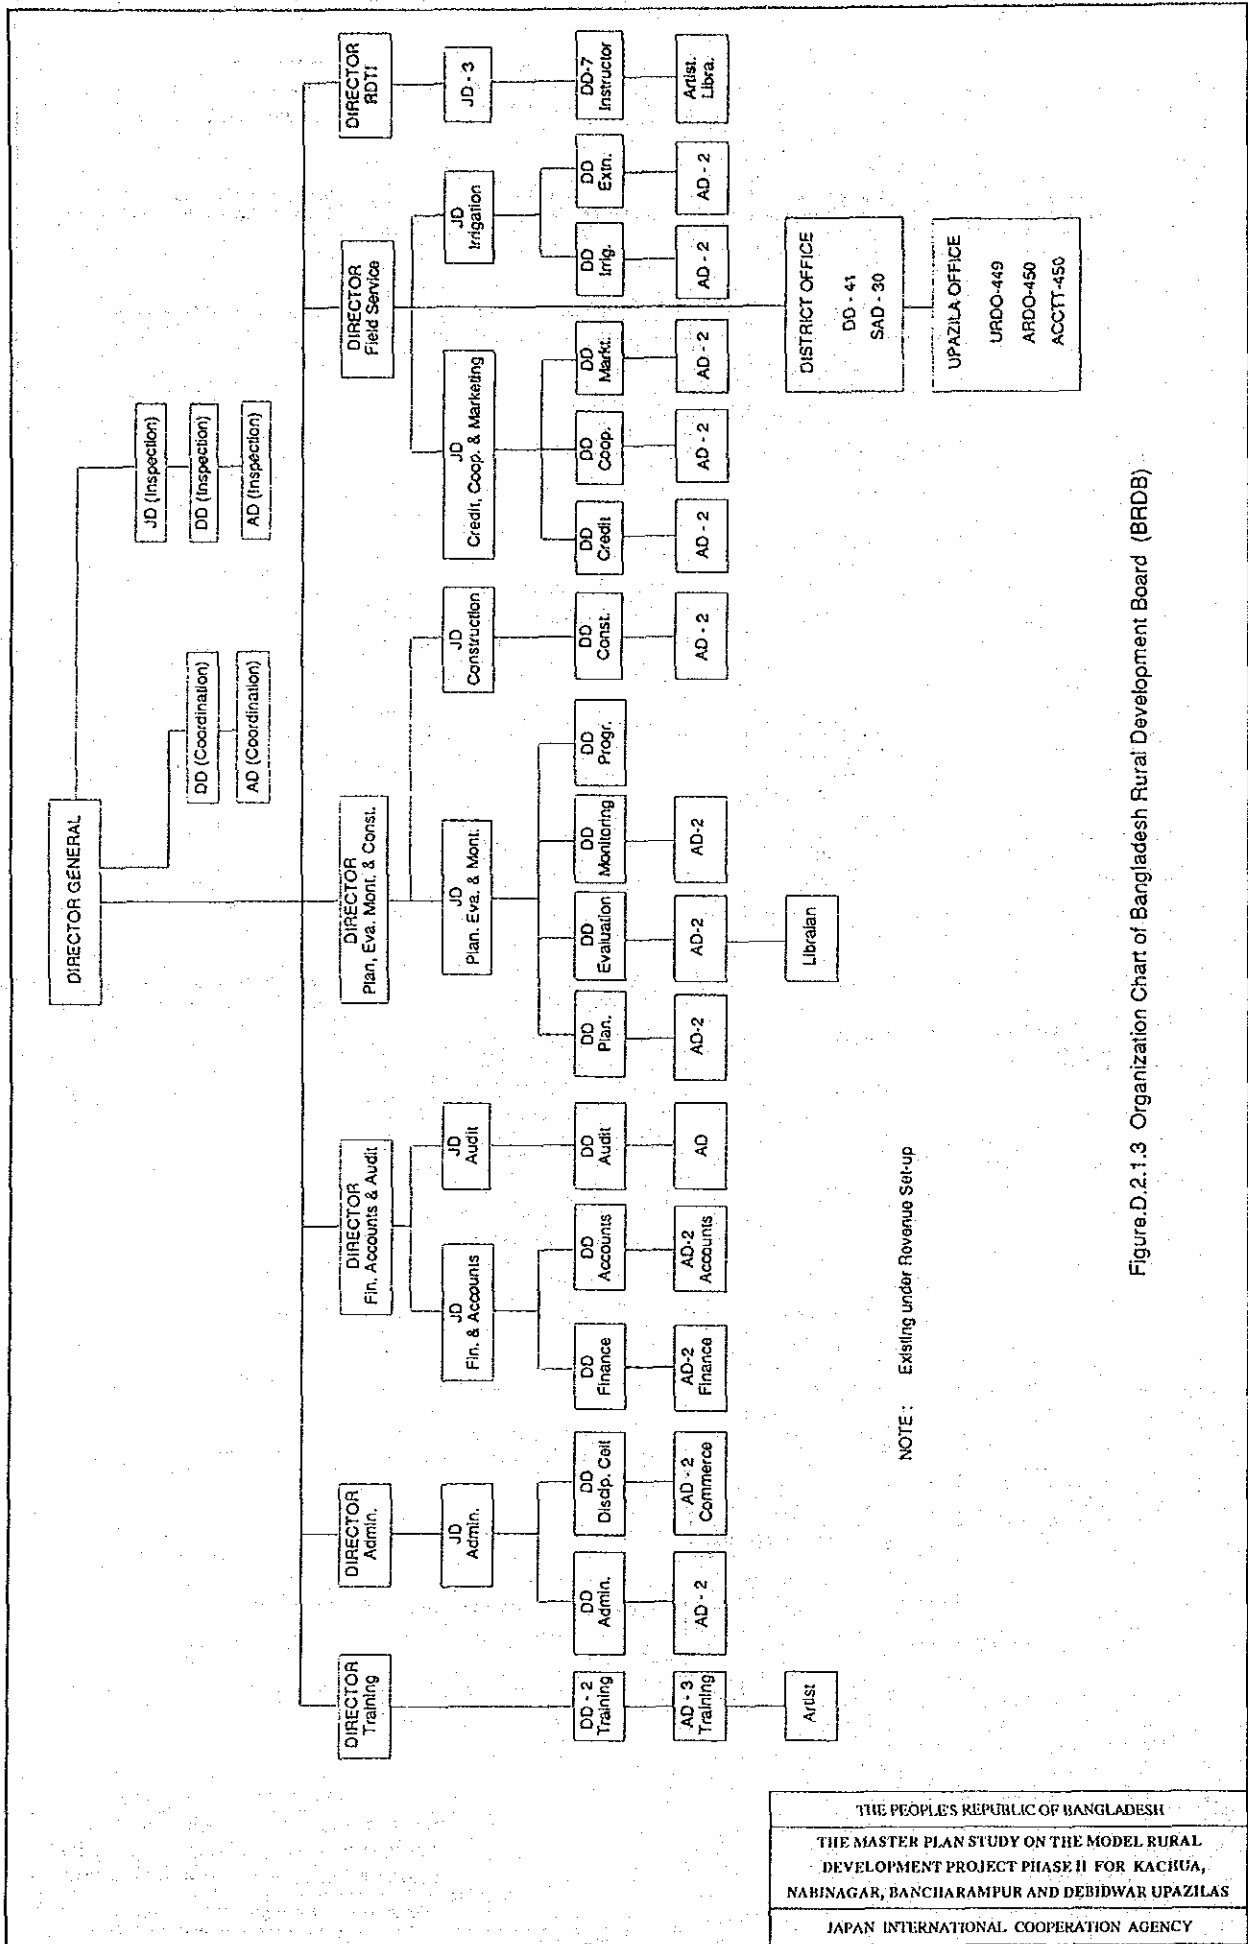 DIRECTOR GENERAL
DD (Coordination)
AD (Coordination)
JD (Inspection)
DD (Inspection)
AD (Inspection)
DIRECTOR
Training
DIRECTOR
Admin.
DIRECTOR
Fin. Accounts & Audit
DIRECTOR
Plan, Eva. Mont. & Const.
DIRECTOR
Field Service
DIRECTOR
RDTI
JD
Admin.
JD
Fin. & Accounts
JD
Audit
JD
Plan. Eva. & Mont.
JD
Construction
JD
Credit, Coop. & Marketing
JD
Irrigation
JD - 3
DD - 2
Training
DD
Admin.
DD
Discip. Cell
DD
Finance
DD
Accounts
DD
Audit
DD
Plan.
DD
Evaluation
DD
Monitoring
DD
Progr.
DD
Const.
DD
Credit
DD
Coop.
DD
Markt.
DD
Irrig.
DD
Extn.
DD-7
Instructor
AD - 3
Training
AD - 2
AD - 2
Commerce
AD-2
Finance
AD-2
Accounts
AD
AD-2
AD-2
AD-2
AD - 2
AD - 2
AD - 2
AD - 2
AD - 2
AD - 2
Artist.
Libra.
Artist
Libraian
DISTRICT OFFICE
DD - 41
SAD - 30
UPAZILA OFFICE
URDO-449
ARDO-450
ACCTT-450
NOTE : Existing under Revenue Set-up
Figure.D.2.1.3 Organization Chart of Bangladesh Rural Development Board (BRDB)
THE PEOPLE'S REPUBLIC OF BANGLADESH
THE MASTER PLAN STUDY ON THE MODEL RURAL
DEVELOPMENT PROJECT PHASE II FOR KACHUA,
NABINAGAR, BANCHARAMPUR AND DEBIDWAR UPAZILAS
JAPAN INTERNATIONAL COOPERATION AGENCY